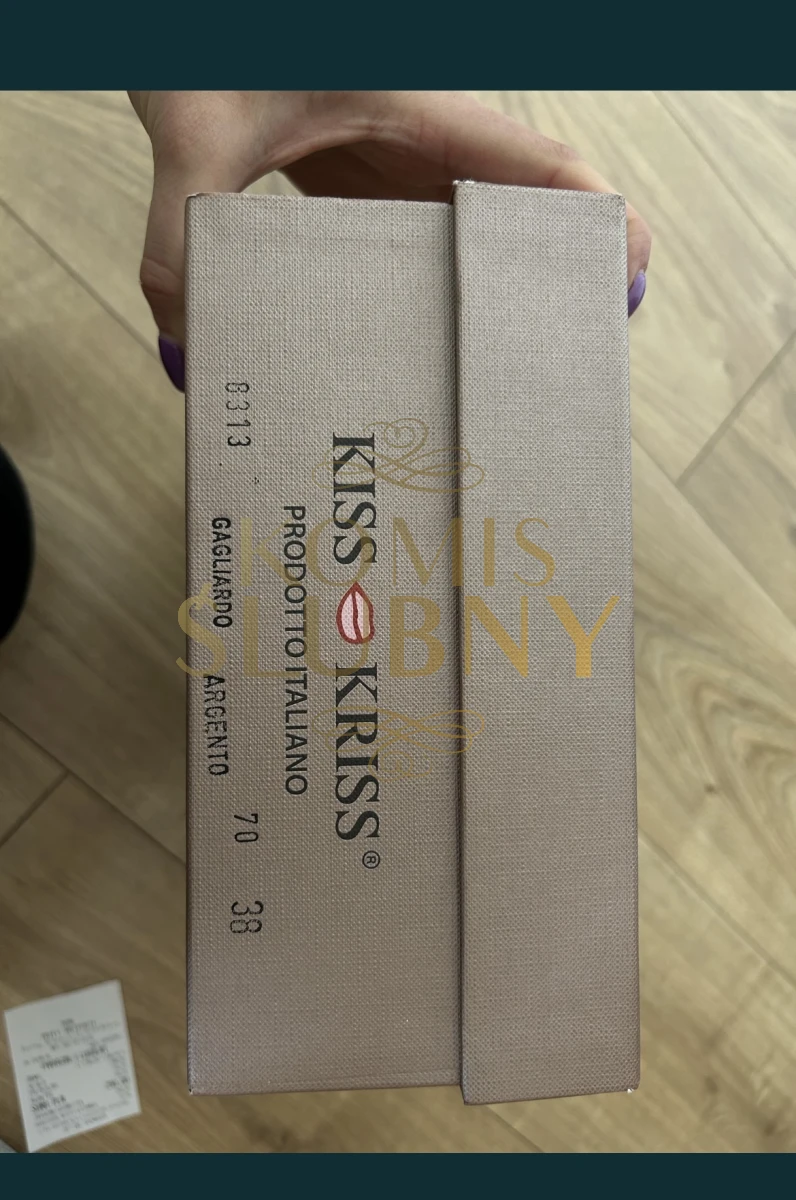 KISS KRISS®
PRODOTTO ITALIANO
8313 GAGLIARDO ARGENTO 70 38
KOMIS
ŚLUBNY